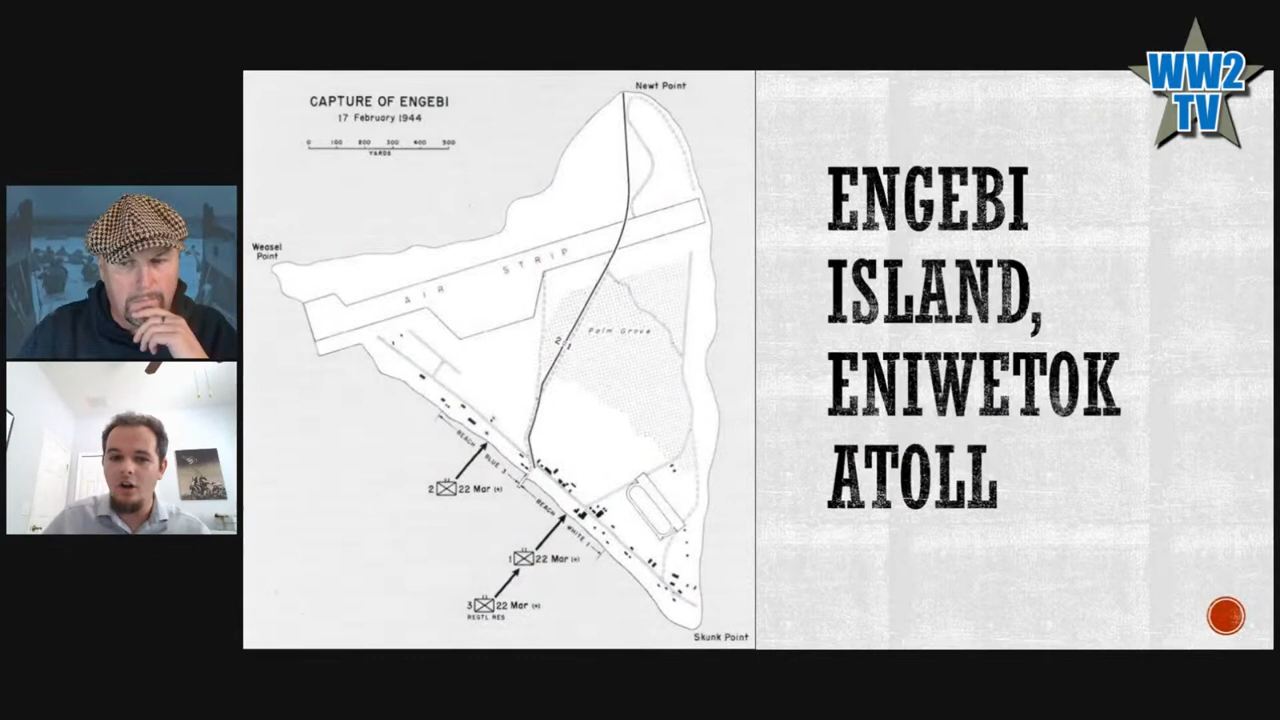 WW2
TV
Newt Point
CAPTURE OF ENGEBI
17 February 1944
0 100 200 300 400 500
YARDS
Weasel
Point
AIR STRIP
Palm Grove
2
1
BEACH BLUE 3
2 22 Mar (+)
BEACH WHITE 1
1 22 Mar (+)
3 22 Mar (+)
REGTL RES
Skunk Point
ENGEBI
ISLAND,
ENIWETOK
ATOLL